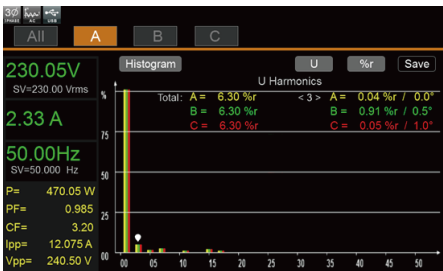 3Ø AC USB
All A B C
230.05V
SV=230.00 Vrms
2.33 A
50.00Hz
SV=50.000 Hz
P= 470.05 W
PF= 0.985
CF= 3.20
Ipp= 12.075 A
Vpp= 240.50 V
Histogram U %r Save
U Harmonics
Total: A = 6.30 %r < 3 > A = 0.04 %r / 0.0°
B = 6.30 %r B = 0.91 %r / 0.5°
C = 6.30 %r C = 0.05 %r / 1.0°
%
75
50
25
00
00 05 10 15 20 25 30 35 40 45 50